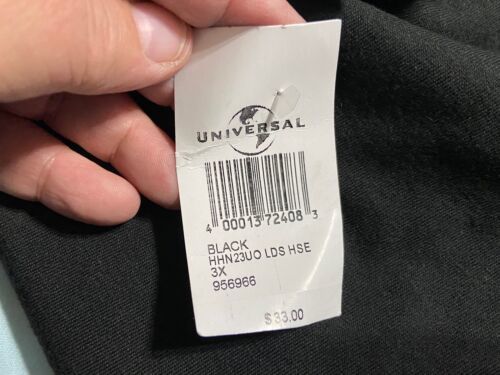 UNIVERSAL
4 00013 72408 3
BLACK
HHN23UO LDS HSE
3X
956966
$33.00